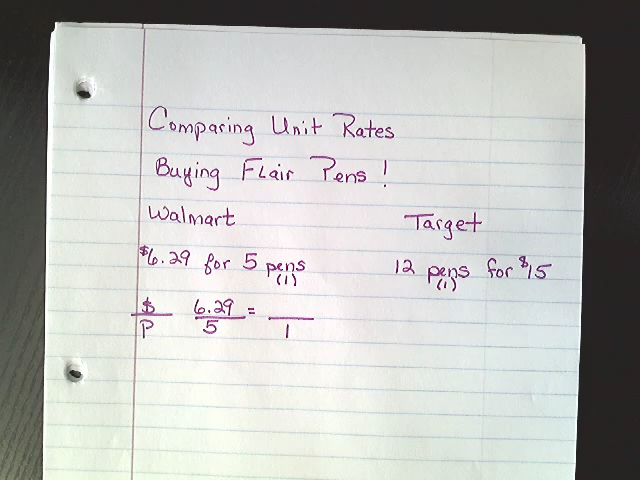 Comparing Unit Rates
Buying Flair Pens!
Walmart
$6.29 for 5 pens
(1)
$/P 6.29/5 = __/1
Target
12 pens for $15
(1)